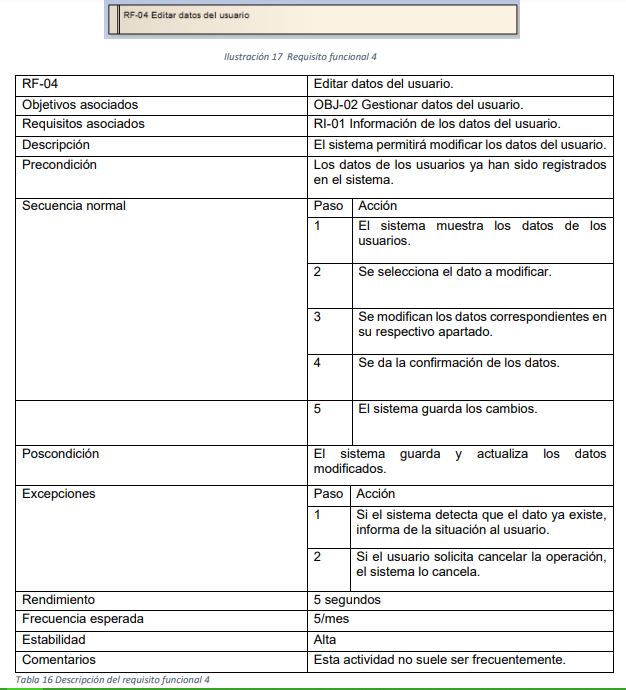 RF-04 Editar datos del usuario
Ilustración 17 Requisito funcional 4
RF-04 Editar datos del usuario.
Objetivos asociados OBJ-02 Gestionar datos del usuario.
Requisitos asociados RI-01 Información de los datos del usuario.
Descripción El sistema permitirá modificar los datos del usuario.
Precondición Los datos de los usuarios ya han sido registrados
en el sistema.
Secuencia normal Paso Acción
1 El sistema muestra los datos de los
usuarios.
2 Se selecciona el dato a modificar.
3 Se modifican los datos correspondientes en
su respectivo apartado.
4 Se da la confirmación de los datos.
5 El sistema guarda los cambios.
Poscondición El sistema guarda y actualiza los datos
modificados.
Excepciones Paso Acción
1 Si el sistema detecta que el dato ya existe,
informa de la situación al usuario.
2 Si el usuario solicita cancelar la operación,
el sistema lo cancela.
Rendimiento 5 segundos
Frecuencia esperada 5/mes
Estabilidad Alta
Comentarios Esta actividad no suele ser frecuentemente.
Tabla 16 Descripción del requisito funcional 4